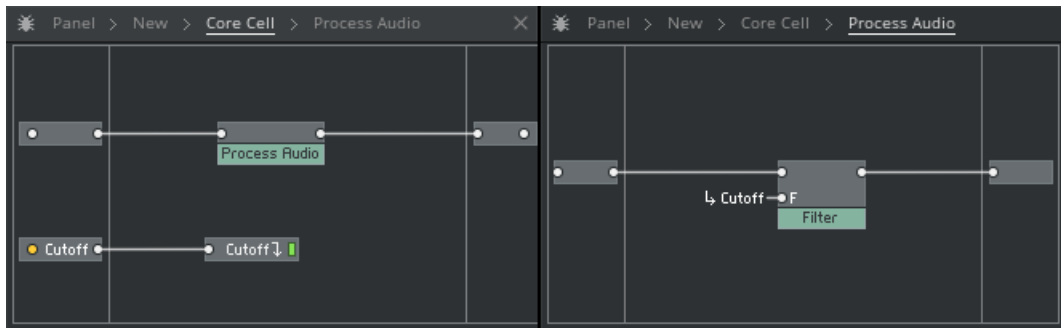 Panel > New > Core Cell > Process Audio
Process Audio
Cutoff Cutoff
Panel > New > Core Cell > Process Audio
Cutoff F
Filter